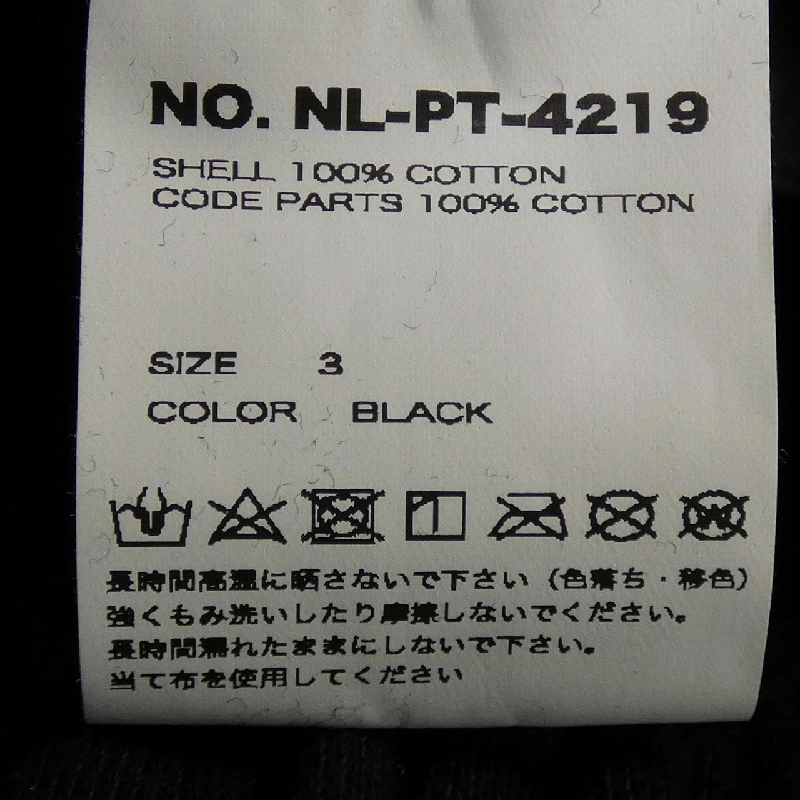 NO. NL-PT-4219
SHELL 100% COTTON
CODE PARTS 100% COTTON
SIZE 3
COLOR BLACK
長時間高温に晒さないで下さい（色落ち・移色）
強くもみ洗いしたり摩擦しないでください。
長時間濡れたままにしないで下さい。
当て布を使用してください